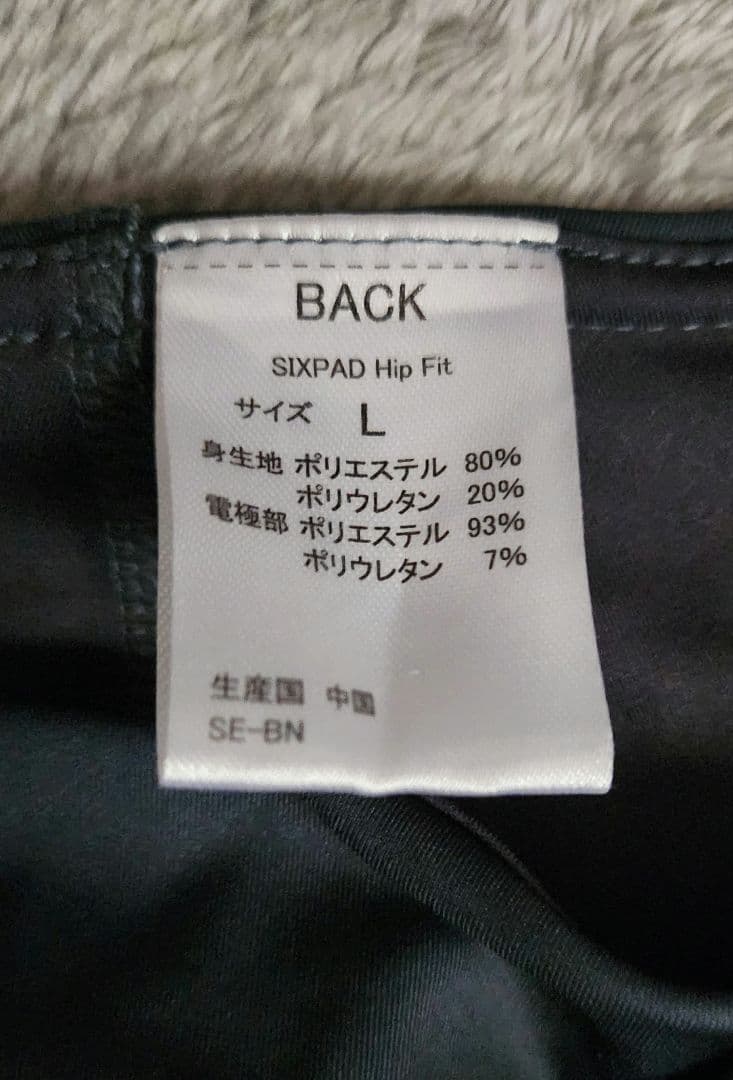 BACK
SIXPAD Hip Fit
サイズ L
身生地 ポリエステル 80%
ポリウレタン 20%
電極部 ポリエステル 93%
ポリウレタン 7%
生産国 中国
SE-BN